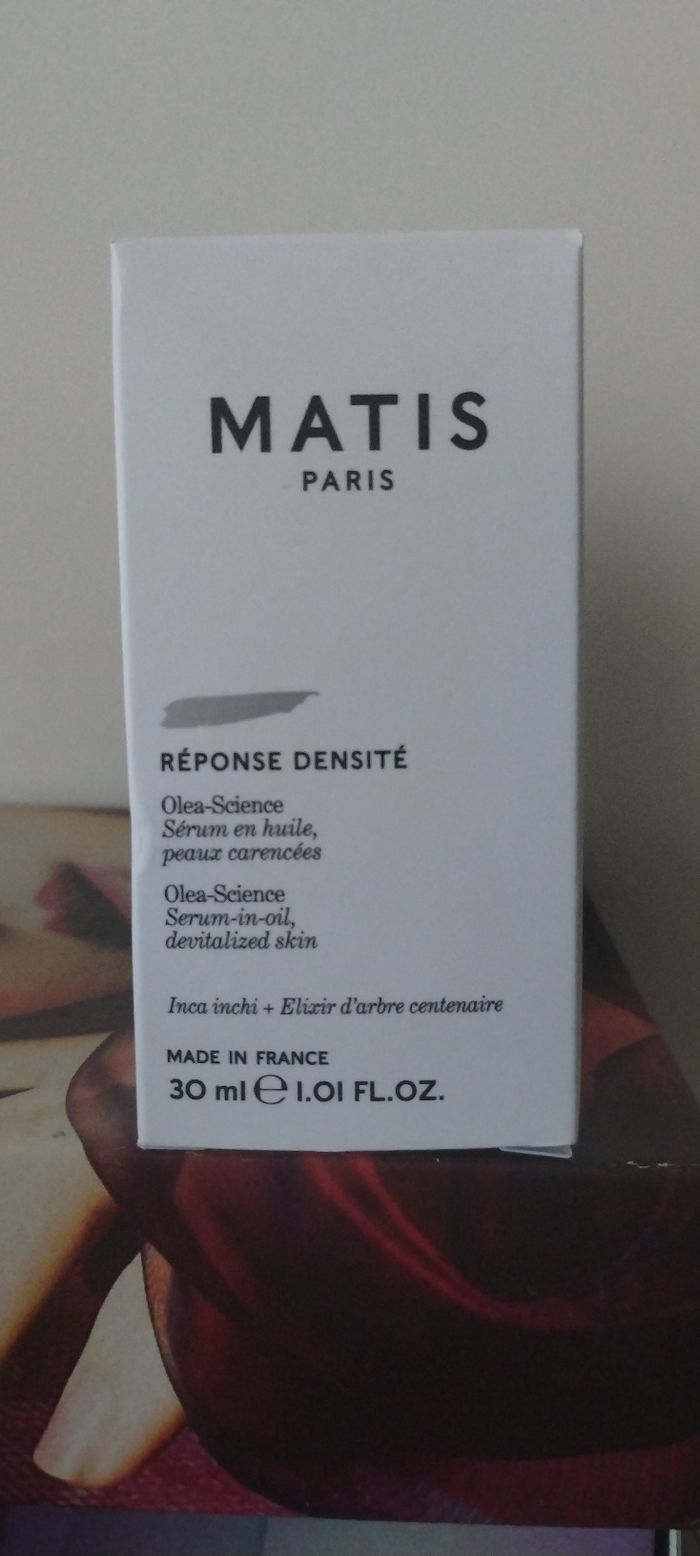 MATIS
PARIS
RÉPONSE DENSITÉ
Olea-Science
Sérum en huile,
peaux carencées
Olea-Science
Serum-in-oil,
devitalized skin
Inca inchi + Elixir d'arbre centenaire
MADE IN FRANCE
30 ml ℮ 1.01 FL.OZ.